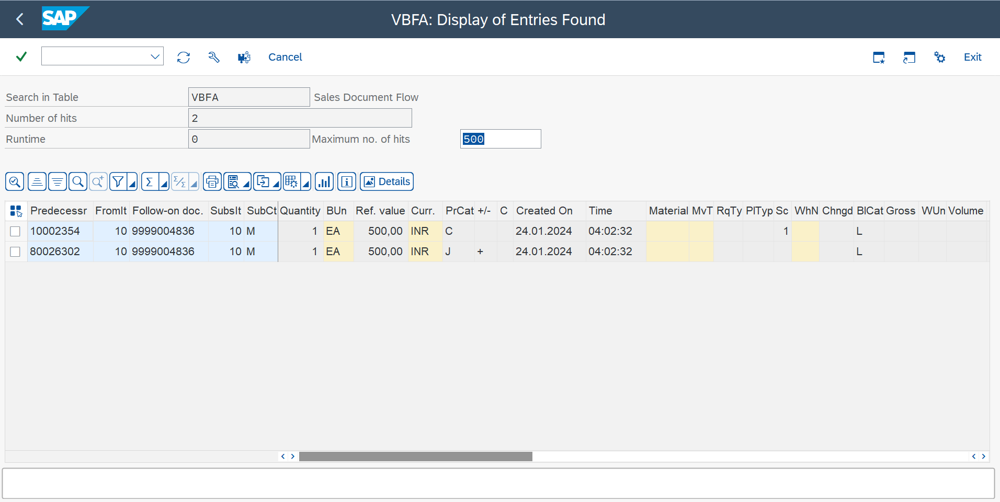 SAP
VBFA: Display of Entries Found
Cancel
Exit
Search in Table VBFA Sales Document Flow
Number of hits 2
Runtime 0 Maximum no. of hits 500
Details
Predecessr FromIt Follow-on doc. SubsIt SubCt Quantity BUn Ref. value Curr. PrCat +/- C Created On Time Material MvT RqTy PlTyp Sc WhN Chngd BlCat Gross WUn Volume
10002354 10 9999004836 10 M 1 EA 500,00 INR C 24.01.2024 04:02:32 1 L
80026302 10 9999004836 10 M 1 EA 500,00 INR J + 24.01.2024 04:02:32 L